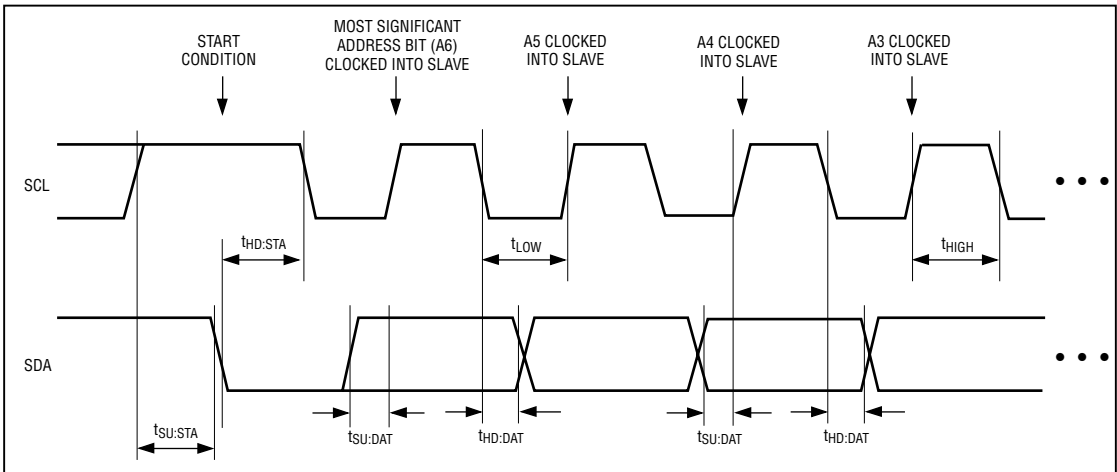 START
CONDITION
MOST SIGNIFICANT
ADDRESS BIT (A6)
CLOCKED INTO SLAVE
A5 CLOCKED
INTO SLAVE
A4 CLOCKED
INTO SLAVE
A3 CLOCKED
INTO SLAVE
SCL
tHD:STA
tLOW
tHIGH
SDA
tSU:STA
tSU:DAT
tHD:DAT
tSU:DAT
tHD:DAT